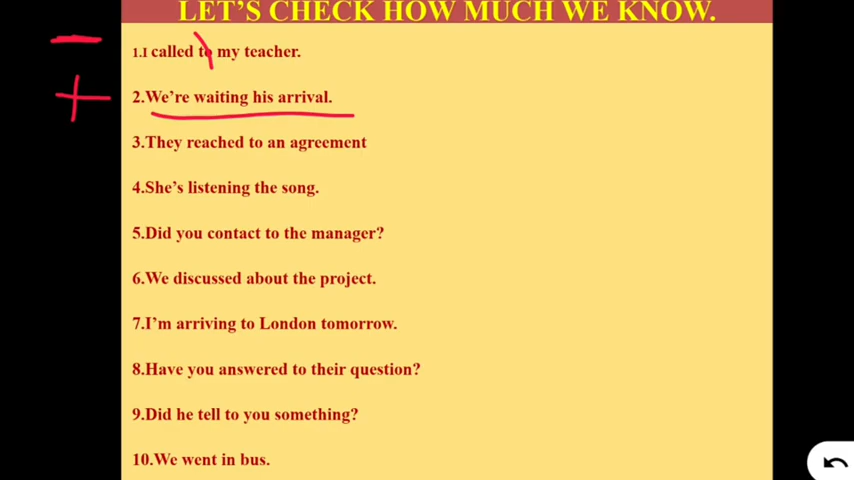 LET'S CHECK HOW MUCH WE KNOW.
1.I called to my teacher.
2.We're waiting his arrival.
3.They reached to an agreement
4.She's listening the song.
5.Did you contact to the manager?
6.We discussed about the project.
7.I'm arriving to London tomorrow.
8.Have you answered to their question?
9.Did he tell to you something?
10.We went in bus.